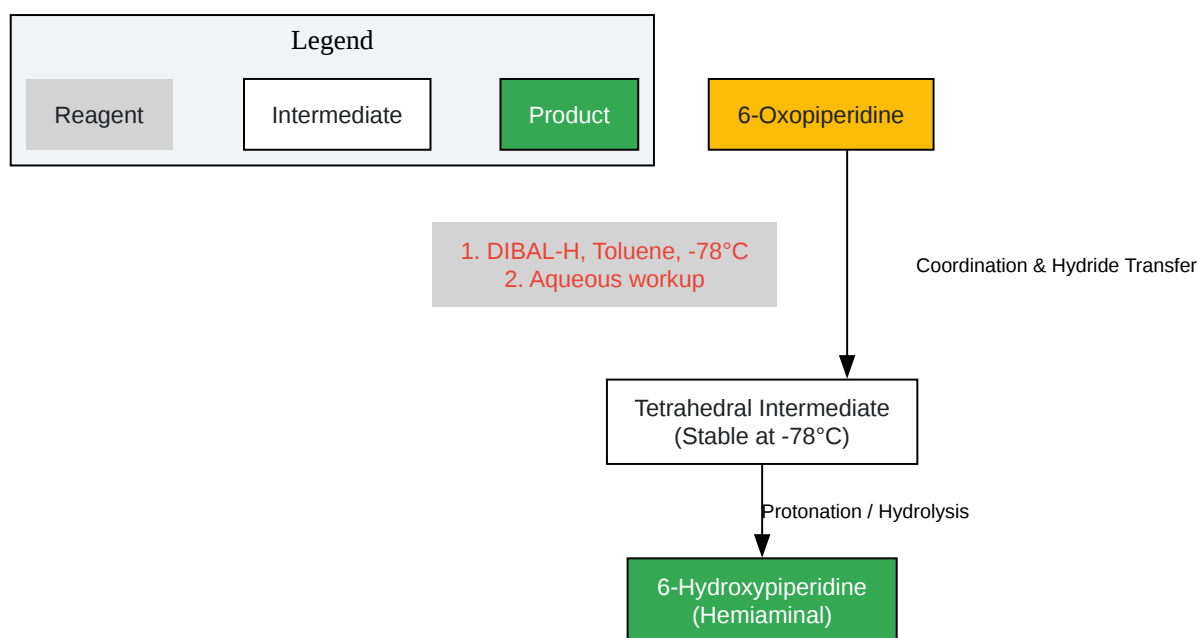 Legend
Reagent
Intermediate
Product
6-Oxopiperidine
1. DIBAL-H, Toluene, -78°C
2. Aqueous workup
Coordination & Hydride Transfer
Tetrahedral Intermediate
(Stable at -78°C)
Protonation / Hydrolysis
6-Hydroxypiperidine
(Hemiaminal)